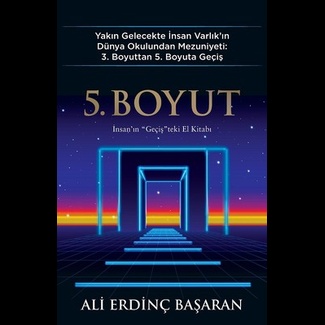 Yakın Gelecekte İnsan Varlık'ın
Dünya Okulundan Mezuniyeti:
3. Boyuttan 5. Boyuta Geçiş
5. BOYUT
İnsan'ın "Geçiş"teki El Kitabı
ALİ ERDİNÇ BAŞARAN